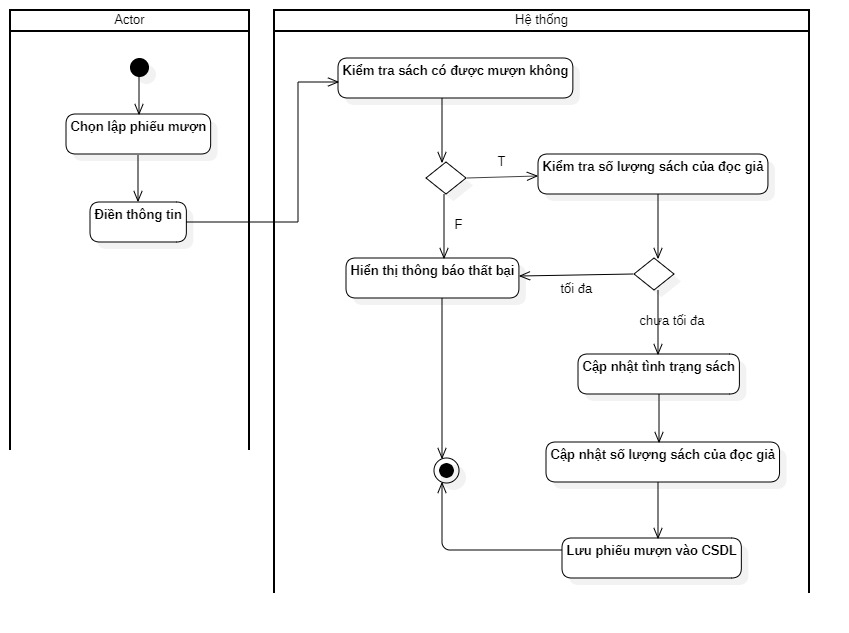 Actor
Hệ thống
Chọn lập phiếu mượn
Điền thông tin
Kiểm tra sách có được mượn không
T
Kiểm tra số lượng sách của đọc giả
F
Hiển thị thông báo thất bại
tối đa
chưa tối đa
Cập nhật tình trạng sách
Cập nhật số lượng sách của đọc giả
Lưu phiếu mượn vào CSDL